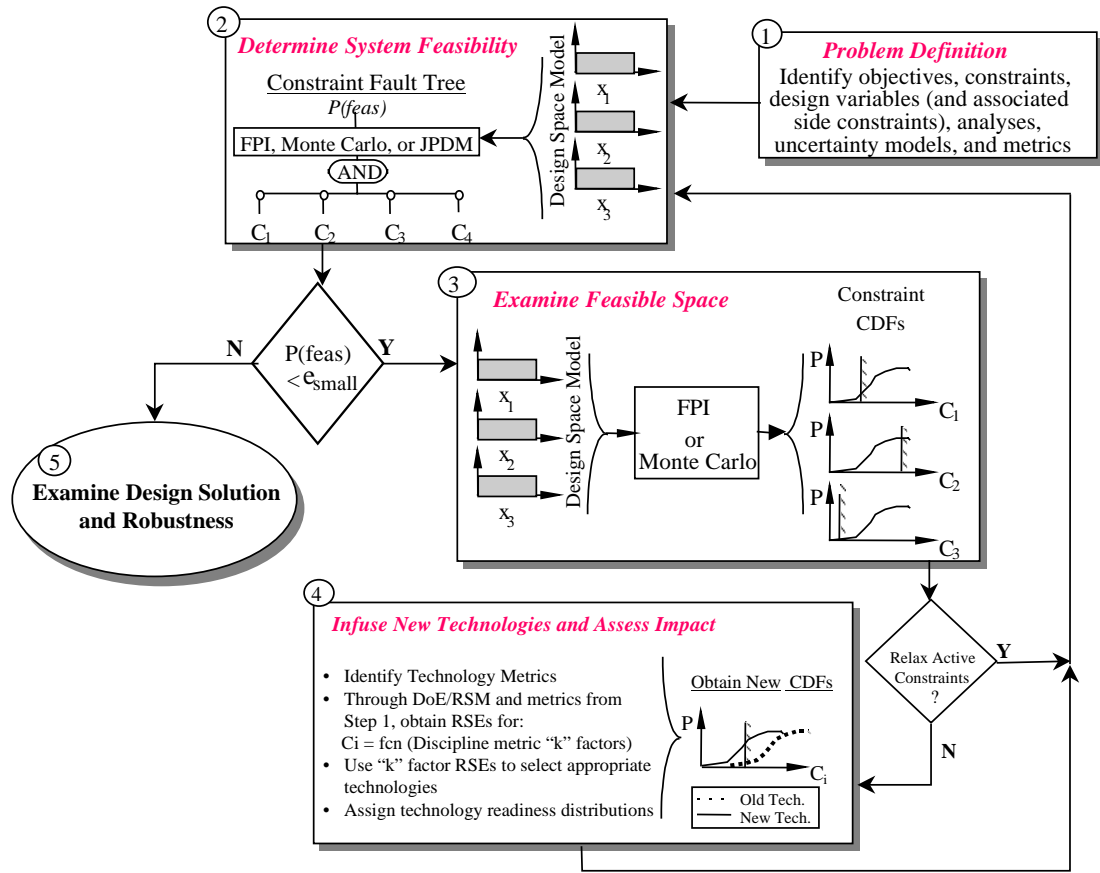 1
Problem Definition
Identify objectives, constraints,
design variables (and associated
side constraints), analyses,
uncertainty models, and metrics
2
Determine System Feasibility
Constraint Fault Tree
P(feas)
FPI, Monte Carlo, or JPDM
AND
C1 C2 C3 C4
Design Space Model
x1
x2
x3
P(feas)
< esmall
N
Y
3
Examine Feasible Space
x1
x2
x3
Design Space Model
FPI
or
Monte Carlo
Constraint
CDFs
P
C1
P
C2
P
C3
Relax Active
Constraints
?
Y
N
4
Infuse New Technologies and Assess Impact
• Identify Technology Metrics
• Through DoE/RSM and metrics from
Step 1, obtain RSEs for:
Ci = fcn (Discipline metric “k” factors)
• Use “k” factor RSEs to select appropriate
technologies
• Assign technology readiness distributions
Obtain New CDFs
P
Ci
Old Tech.
New Tech.
5
Examine Design Solution
and Robustness